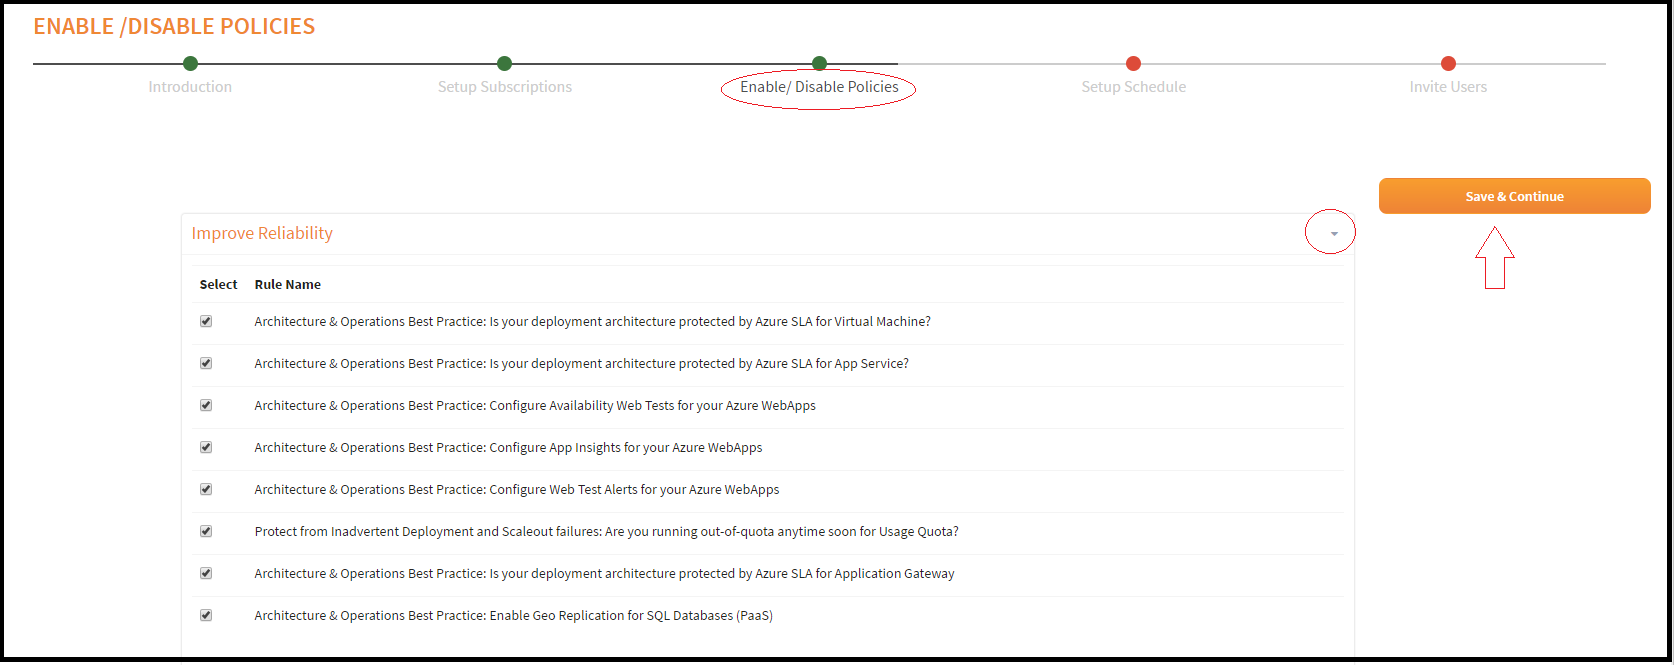 ENABLE /DISABLE POLICIES
Introduction
Setup Subscriptions
Enable/ Disable Policies
Setup Schedule
Invite Users
Save & Continue
Improve Reliability
Select Rule Name
Architecture & Operations Best Practice: Is your deployment architecture protected by Azure SLA for Virtual Machine?
Architecture & Operations Best Practice: Is your deployment architecture protected by Azure SLA for App Service?
Architecture & Operations Best Practice: Configure Availability Web Tests for your Azure WebApps
Architecture & Operations Best Practice: Configure App Insights for your Azure WebApps
Architecture & Operations Best Practice: Configure Web Test Alerts for your Azure WebApps
Protect from Inadvertent Deployment and Scaleout failures: Are you running out-of-quota anytime soon for Usage Quota?
Architecture & Operations Best Practice: Is your deployment architecture protected by Azure SLA for Application Gateway
Architecture & Operations Best Practice: Enable Geo Replication for SQL Databases (PaaS)